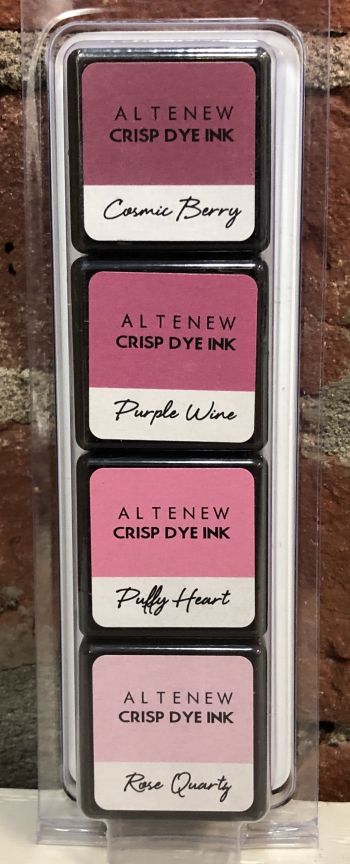 ALTENEW
CRISP DYE INK
Cosmic Berry
ALTENEW
CRISP DYE INK
Purple Wine
ALTENEW
CRISP DYE INK
Puffy Heart
ALTENEW
CRISP DYE INK
Rose Quartz